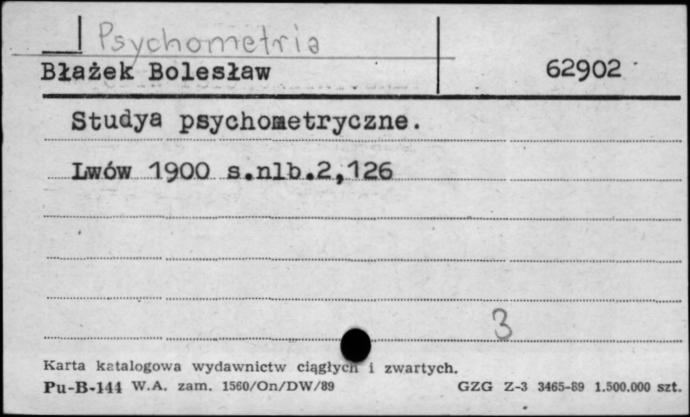 Psychometria
Błażek Bolesław 62902
Studya psychometryczne.
Lwów 1900 s.nlb.2,126
3
Karta katalogowa wydawnictw ciągłych i zwartych.
Pu-B-144 W.A. zam. 1560/On/DW/89 GZG Z-3 3465-89 1.500.000 szt.